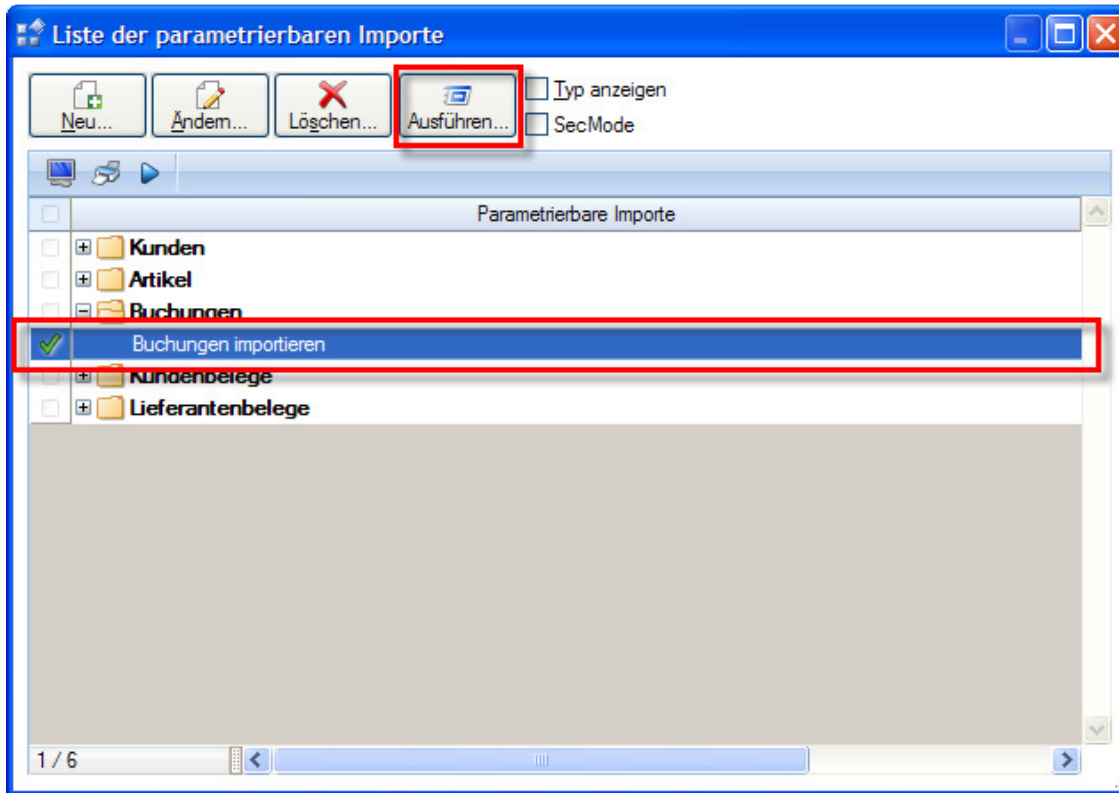 Liste der parametrierbaren Importe
Neu... Ändern... Löschen... Ausführen... Typ anzeigen
SecMode
Parametrierbare Importe
Kunden
Artikel
Buchungen
Buchungen importieren
Kundenbelege
Lieferantenbelege
1 / 6